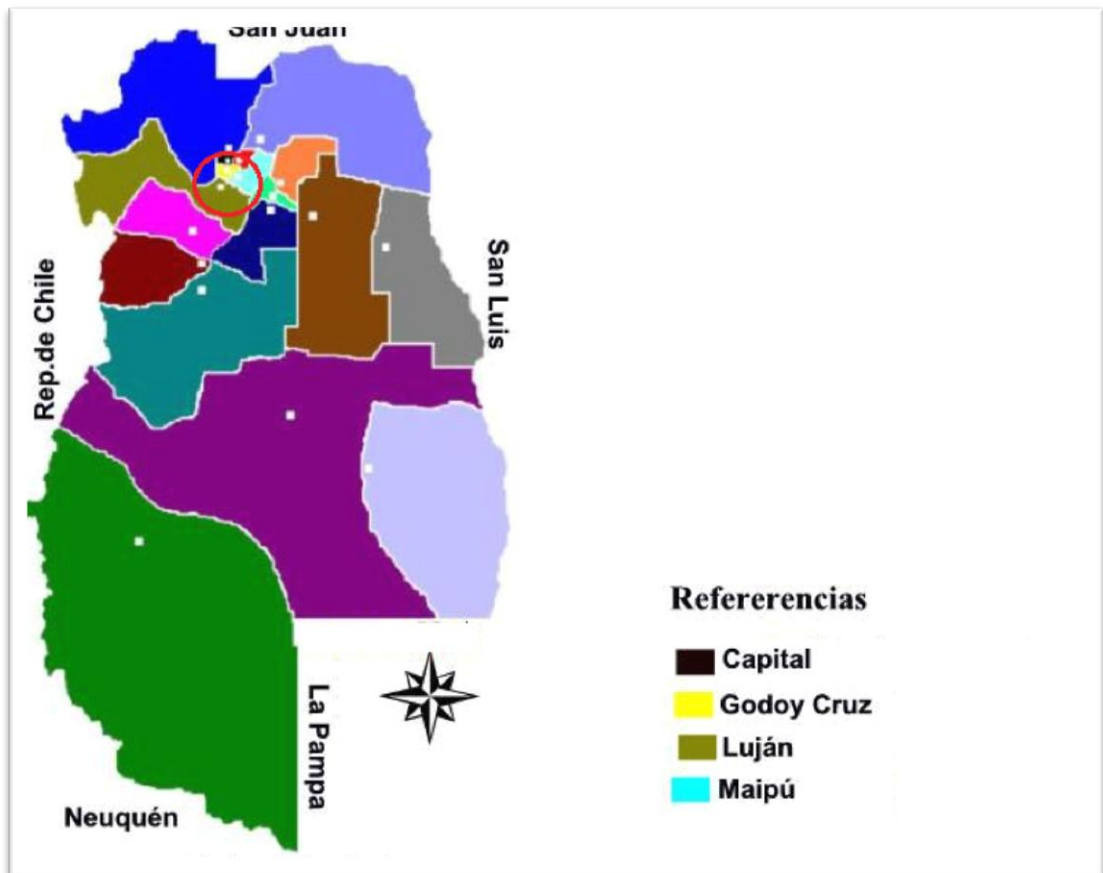 San Juan
Rep.de Chile
San Luis
La Pampa
Neuquén
Refererencias
Capital
Godoy Cruz
Luján
Maipú